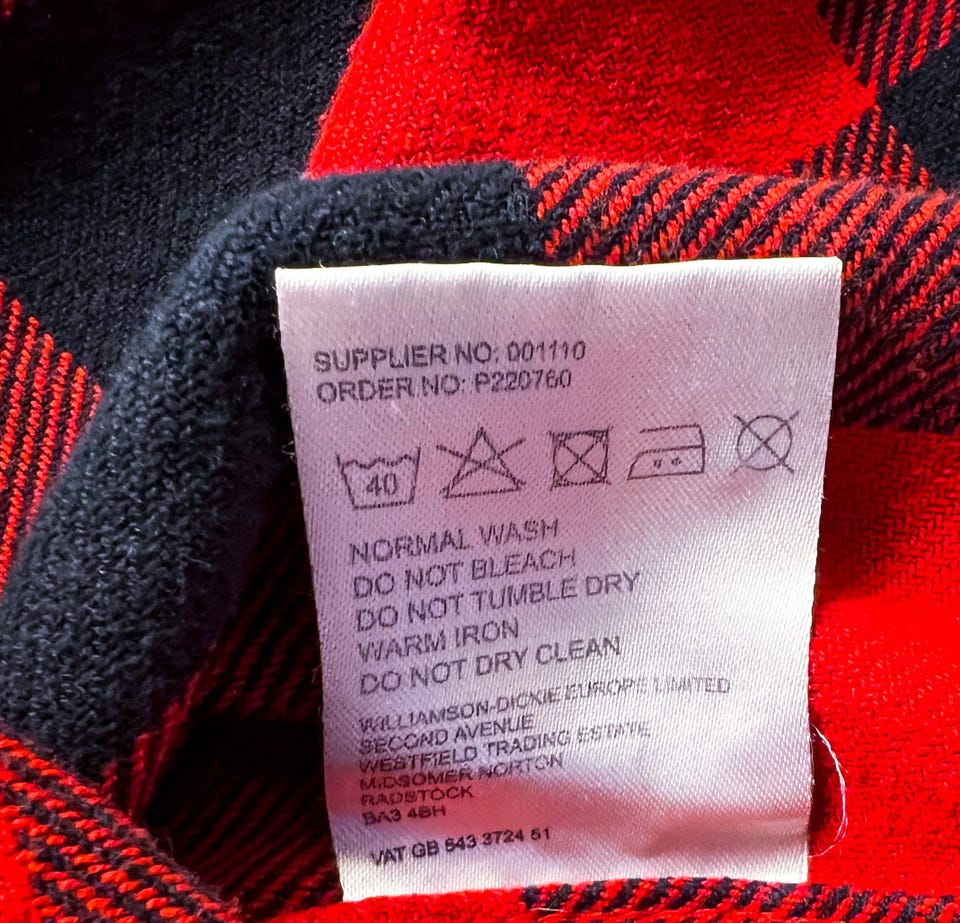 SUPPLIER NO: 001110
ORDER NO: P220760
40
NORMAL WASH
DO NOT BLEACH
DO NOT TUMBLE DRY
WARM IRON
DO NOT DRY CLEAN
WILLIAMSON-DICKIE EUROPE LIMITED
SECOND AVENUE
WESTFIELD TRADING ESTATE
MIDSOMER NORTON
RADSTOCK
BA3 4BH
VAT GB 643 3724 61